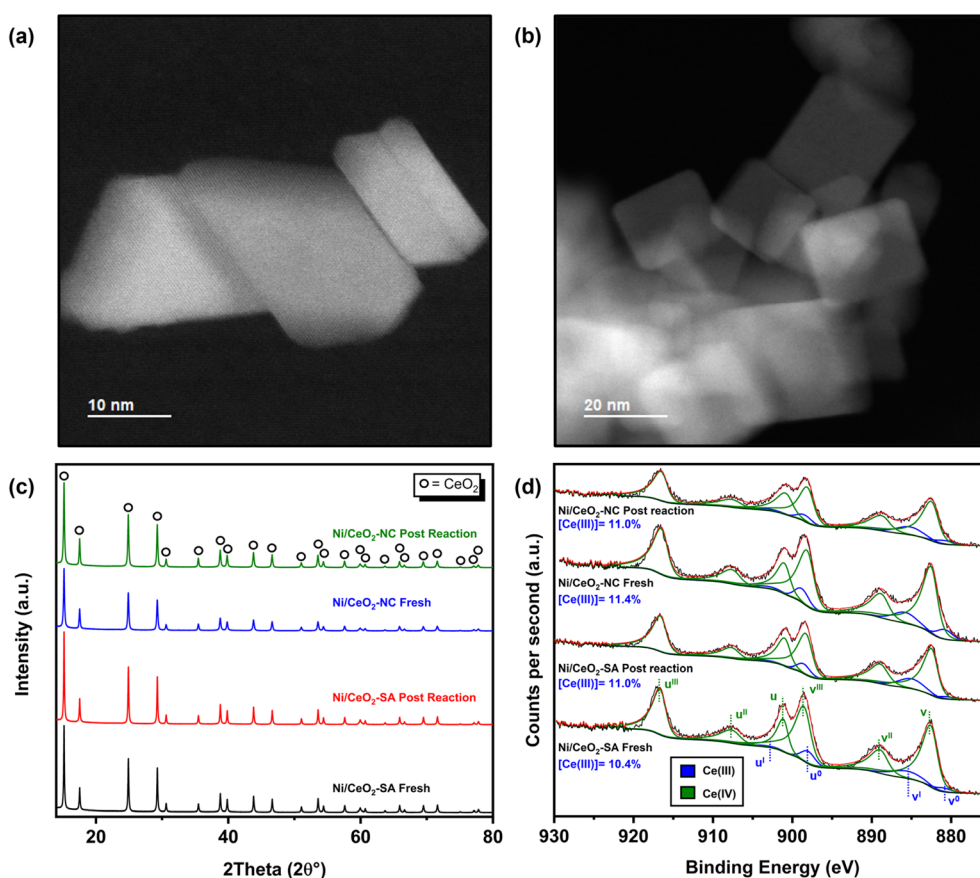 (a)
10 nm
(b)
20 nm
(c)
O = CeO₂
Ni/CeO₂-NC Post Reaction
Ni/CeO₂-NC Fresh
Ni/CeO₂-SA Post Reaction
Ni/CeO₂-SA Fresh
Intensity (a.u.)
20
40
60
80
2Theta (2θ°)
(d)
Ni/CeO₂-NC Post reaction
[Ce(III)]= 11.0%
Ni/CeO₂-NC Fresh
[Ce(III)]= 11.4%
Ni/CeO₂-SA Post reaction
[Ce(III)]= 11.0%
uᴵᴵᴵ
uᴵᴵ
u
vᴵᴵᴵ
vᴵᴵ
v
Ni/CeO₂-SA Fresh
[Ce(III)]= 10.4%
uᴵ
u⁰
vᴵ
v⁰
Ce(III)
Ce(IV)
Counts per second (a.u.)
930
920
910
900
890
880
Binding Energy (eV)